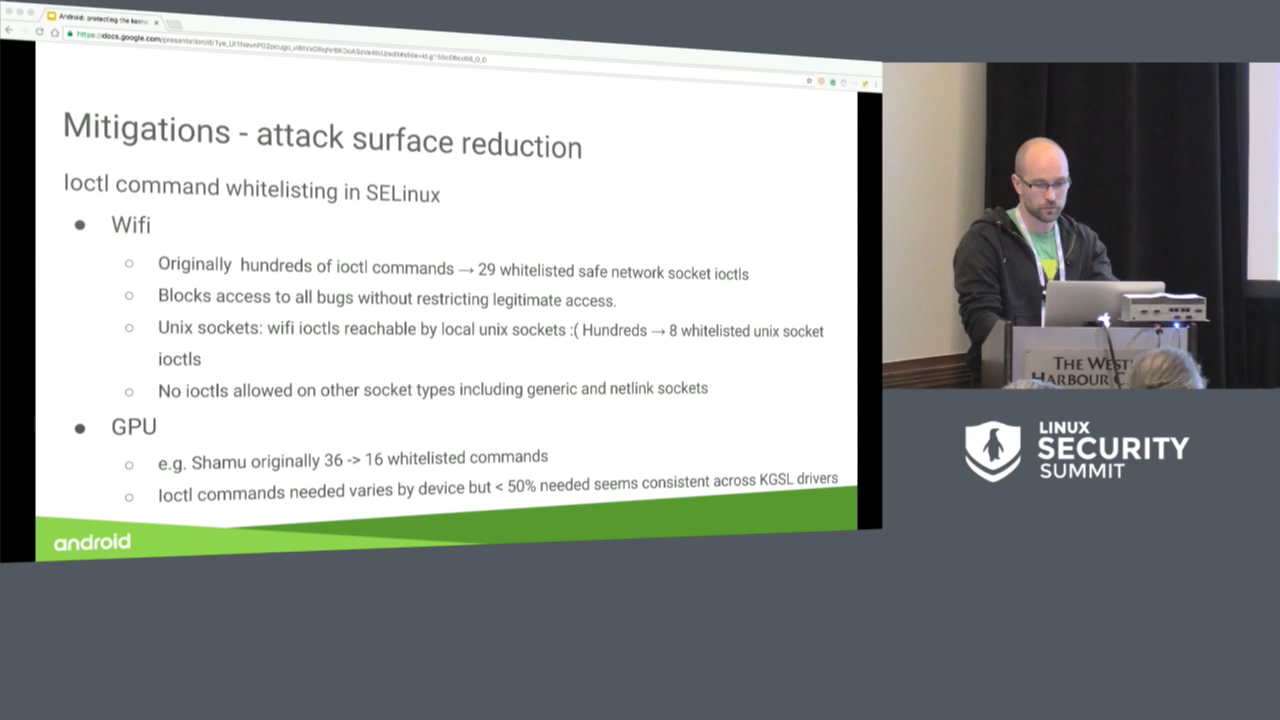 Android: protecting the kerne
Mitigations - attack surface reduction
Ioctl command whitelisting in SELinux
● Wifi
○ Originally hundreds of ioctl commands → 29 whitelisted safe network socket ioctls
○ Blocks access to all bugs without restricting legitimate access.
○ Unix sockets: wifi ioctls reachable by local unix sockets :( Hundreds → 8 whitelisted unix socket
ioctls
○ No ioctls allowed on other socket types including generic and netlink sockets
● GPU
○ e.g. Shamu originally 36 -> 16 whitelisted commands
○ Ioctl commands needed varies by device but < 50% needed seems consistent across KGSL drivers
android
THE WEST
HARBOUR C
LINUX
SECURITY
SUMMIT